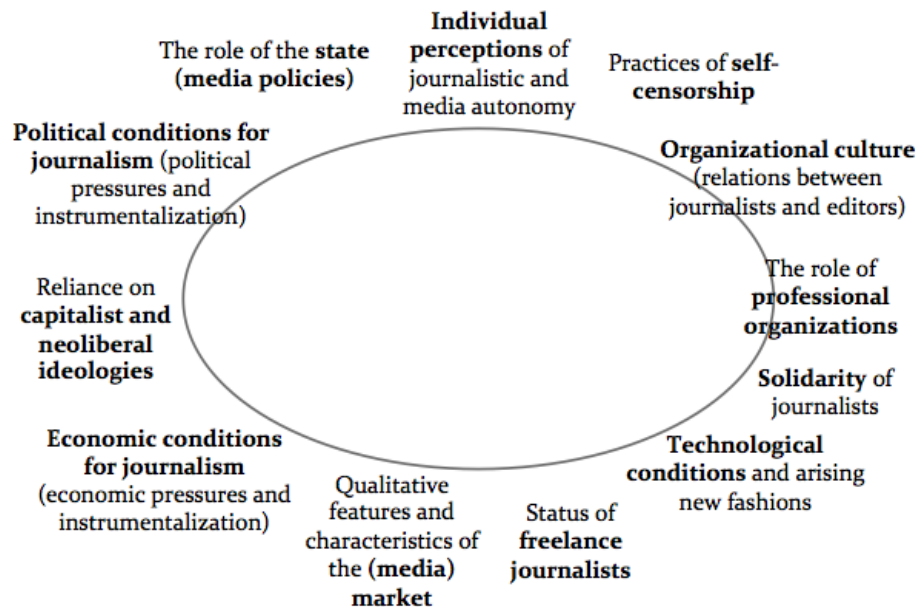 Individual
perceptions of
journalistic and
media autonomy
Practices of self-
censorship
Organizational culture
(relations between
journalists and editors)
The role of
professional
organizations
Solidarity of
journalists
Technological
conditions and arising
new fashions
Status of
freelance
journalists
Qualitative
features and
characteristics of
the (media)
market
Economic conditions
for journalism
(economic pressures and
instrumentalization)
Reliance on
capitalist and
neoliberal
ideologies
Political conditions for
journalism (political
pressures and
instrumentalization)
The role of the state
(media policies)